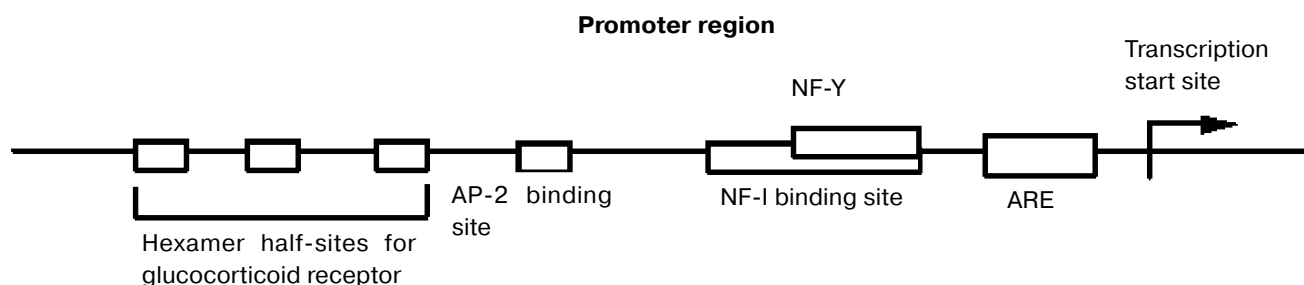 Promoter region
Transcription
start site
NF-Y
AP-2 binding
site
NF-I binding site
ARE
Hexamer half-sites for
glucocorticoid receptor